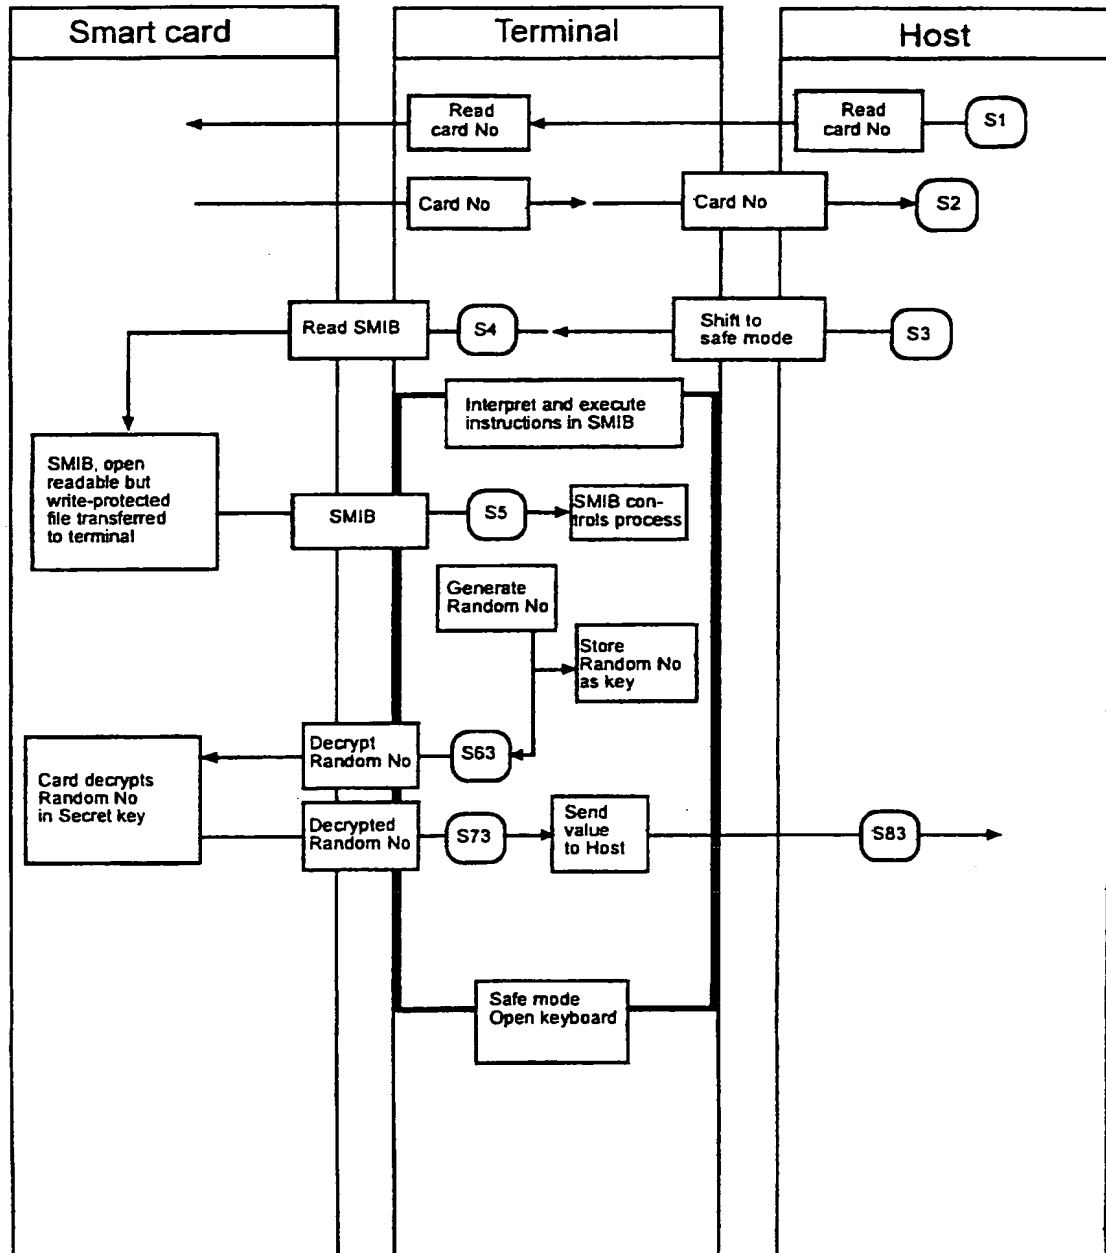 Smart card
Terminal
Host
Read
card No
Read
card No
S1
Card No
Card No
S2
Read SMIB
S4
Shift to
safe mode
S3
Interpret and execute
instructions in SMIB
SMIB, open
readable but
write-protected
file transferred
to terminal
SMIB
S5
SMIB con-
trols process
Generate
Random No
Store
Random No
as key
Decrypt
Random No
S63
Card decrypts
Random No
in Secret key
Decrypted
Random No
S73
Send
value
to Host
S83
Safe mode
Open keyboard